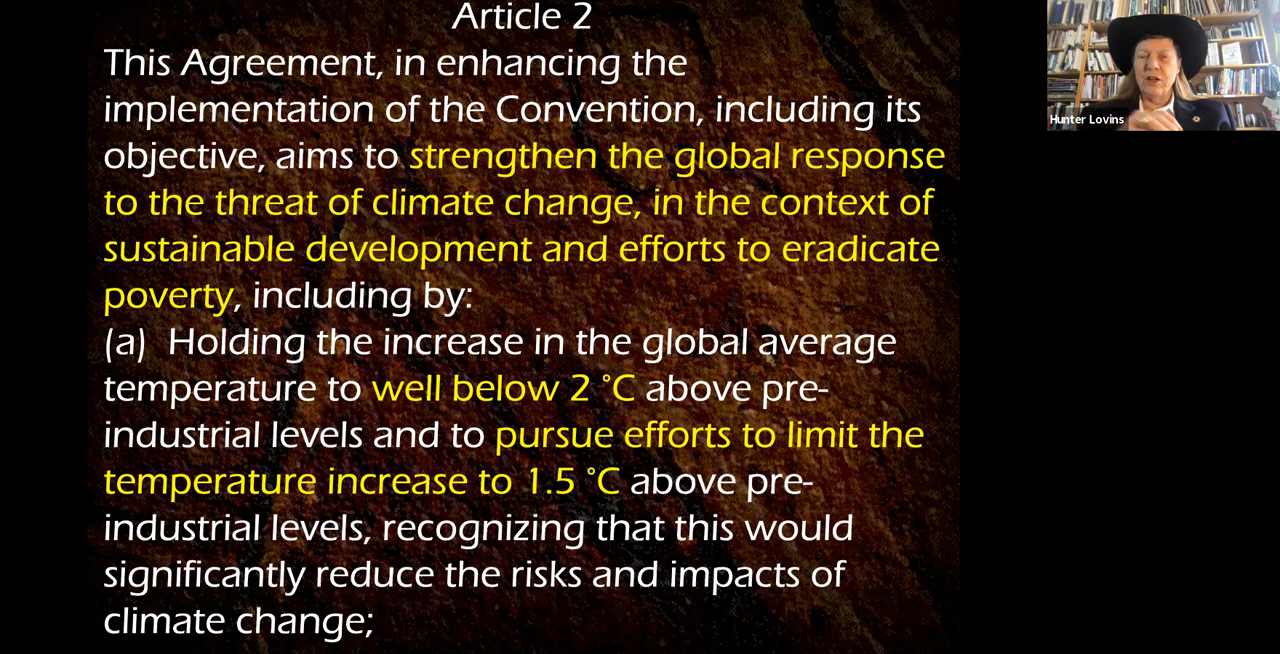 Article 2
This Agreement, in enhancing the
implementation of the Convention, including its
objective, aims to strengthen the global response
to the threat of climate change, in the context of
sustainable development and efforts to eradicate
poverty, including by:
(a) Holding the increase in the global average
temperature to well below 2 °C above pre-
industrial levels and to pursue efforts to limit the
temperature increase to 1.5 °C above pre-
industrial levels, recognizing that this would
significantly reduce the risks and impacts of
climate change;
Hunter Lovins